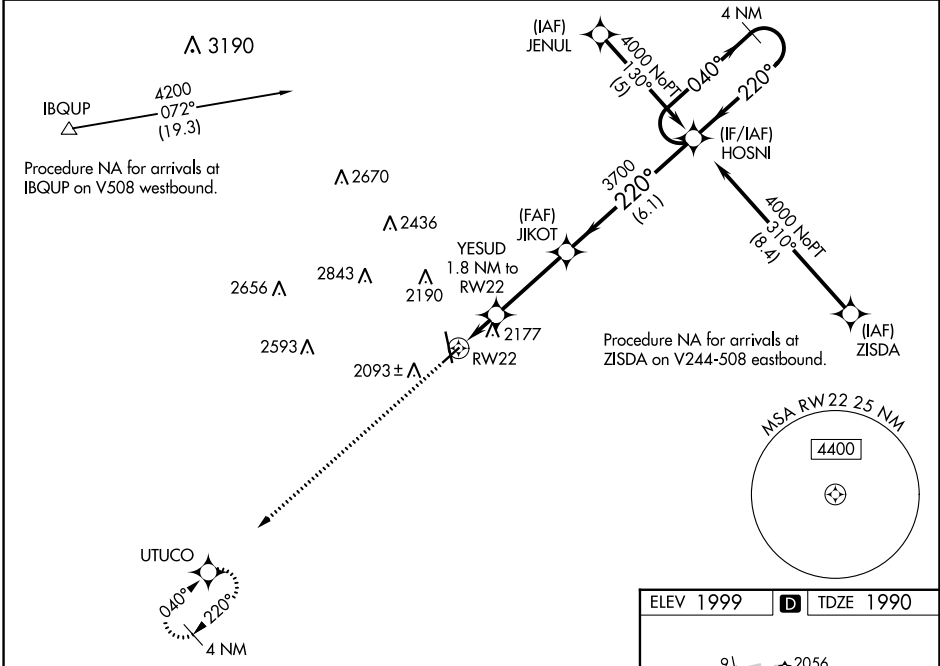 3190
IBQUP
4200
072°
(19.3)
Procedure NA for arrivals at
IBQUP on V508 westbound.
(IAF)
JENUL
4000 NoPT
130°
(5)
4 NM
040°
220°
(IF/IAF)
HOSNI
3700
220°
(6.1)
(FAF)
JIKOT
4000 NoPT
310°
(8.4)
(IAF)
ZISDA
Procedure NA for arrivals at
ZISDA on V244-508 eastbound.
2670
2436
YESUD
1.8 NM to
RW22
2843
2190
2656
2177
2593
RW22
2093 ±
UTUCO
040°
220°
4 NM
MSA RW22 25 NM
4400
ELEV 1999 D TDZE 1990
2056